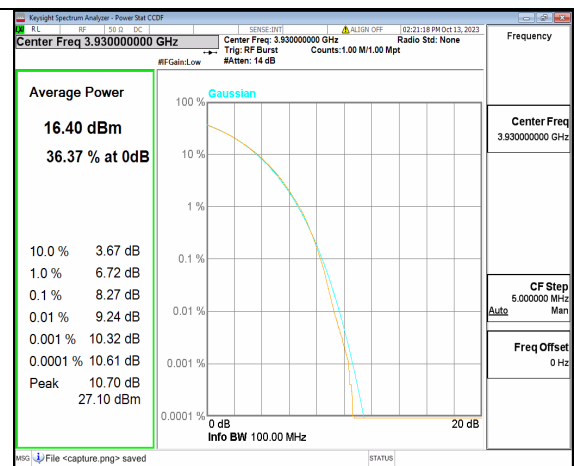 Keysight Spectrum Analyzer - Power Stat CCDF
RL RF 50 Ω DC SENSE:INT ALIGN OFF 02:21:18 PM Oct 13, 2023
Center Freq 3.930000000 GHz
Center Freq: 3.930000000 GHz Radio Std: None
Trig: RF Burst Counts:1.00 M/1.00 Mpt
#IFGain:Low #Atten: 14 dB
Frequency
Average Power
16.40 dBm
36.37 % at 0dB
10.0 % 3.67 dB
1.0 % 6.72 dB
0.1 % 8.27 dB
0.01 % 9.24 dB
0.001 % 10.32 dB
0.0001 % 10.61 dB
Peak 10.70 dB
27.10 dBm
Gaussian
100 %
10 %
1 %
0.1 %
0.01 %
0.001 %
0.0001 %
0 dB 20 dB
Info BW 100.00 MHz
Center Freq
3.930000000 GHz
CF Step
5.000000 MHz
Auto Man
Freq Offset
0 Hz
MSG File <capture.png> saved STATUS